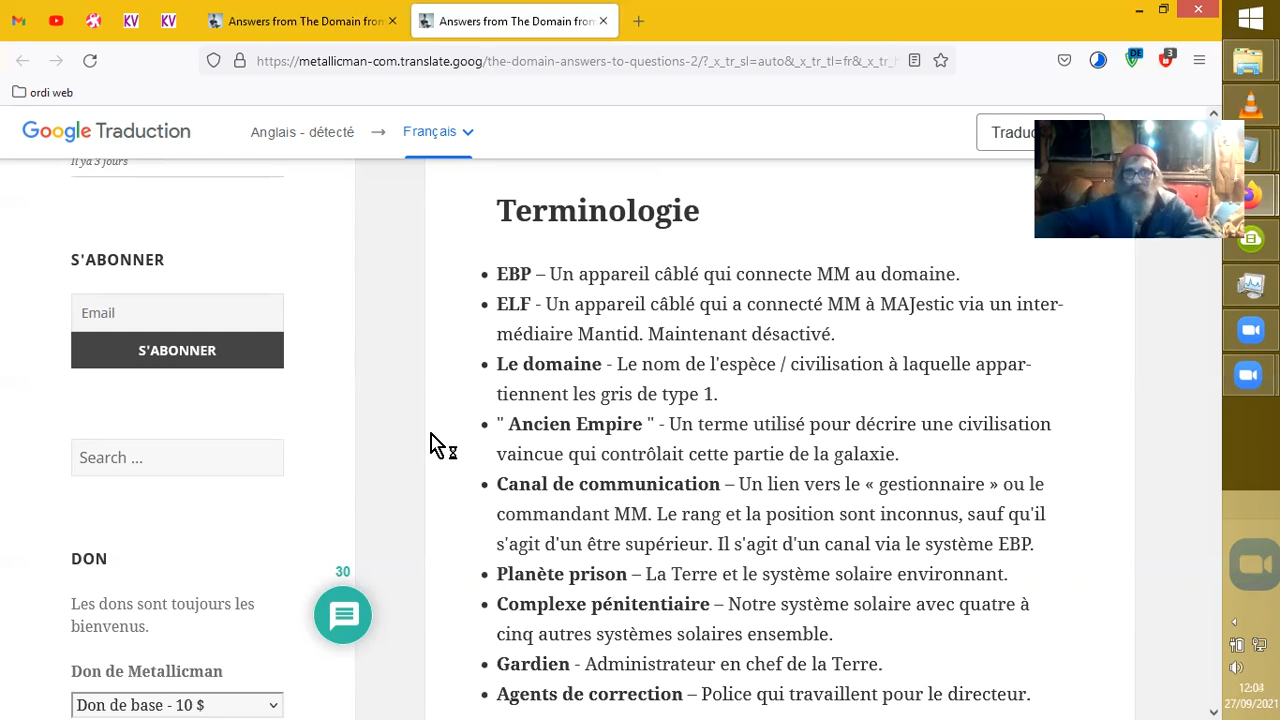 KV
KV
Answers from The Domain from
Answers from The Domain from
https://metallicman-com.translate.goog/the-domain-answers-to-questions-2/?_x_tr_sl=auto&_x_tr_tl=fr&_x_tr_
DE
3
ordi web
Google Traduction
Anglais - détecté → Français
Il y a 3 jours
S'ABONNER
Email
S'ABONNER
Search ...
DON
Les dons sont toujours les
bienvenus.
Don de Metallicman
Don de base - 10 $
30
Terminologie
EBP – Un appareil câblé qui connecte MM au domaine.
ELF - Un appareil câblé qui a connecté MM à MAJestic via un inter-
médiaire Mantid. Maintenant désactivé.
Le domaine - Le nom de l'espèce / civilisation à laquelle appar-
tiennent les gris de type 1.
" Ancien Empire " - Un terme utilisé pour décrire une civilisation
vaincue qui contrôlait cette partie de la galaxie.
Canal de communication – Un lien vers le « gestionnaire » ou le
commandant MM. Le rang et la position sont inconnus, sauf qu'il
s'agit d'un être supérieur. Il s'agit d'un canal via le système EBP.
Planète prison – La Terre et le système solaire environnant.
Complexe pénitentiaire – Notre système solaire avec quatre à
cinq autres systèmes solaires ensemble.
Gardien - Administrateur en chef de la Terre.
Agents de correction – Police qui travaillent pour le directeur.
12:04
27/09/2021